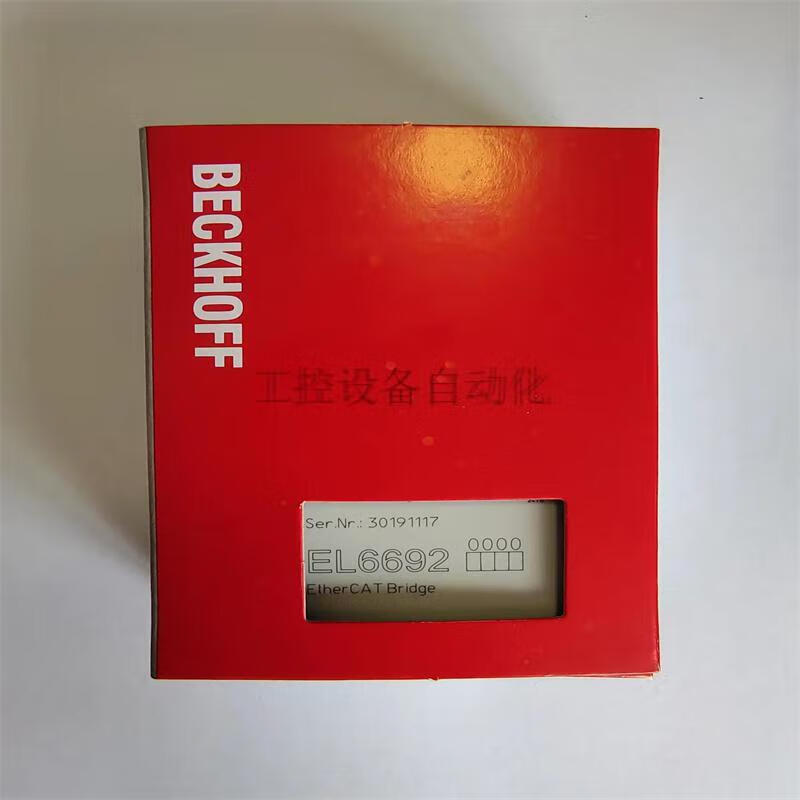 BECKHOFF
工控设备自动化
Ser.Nr.: 30191117
EL6692 0000
EtherCAT Bridge